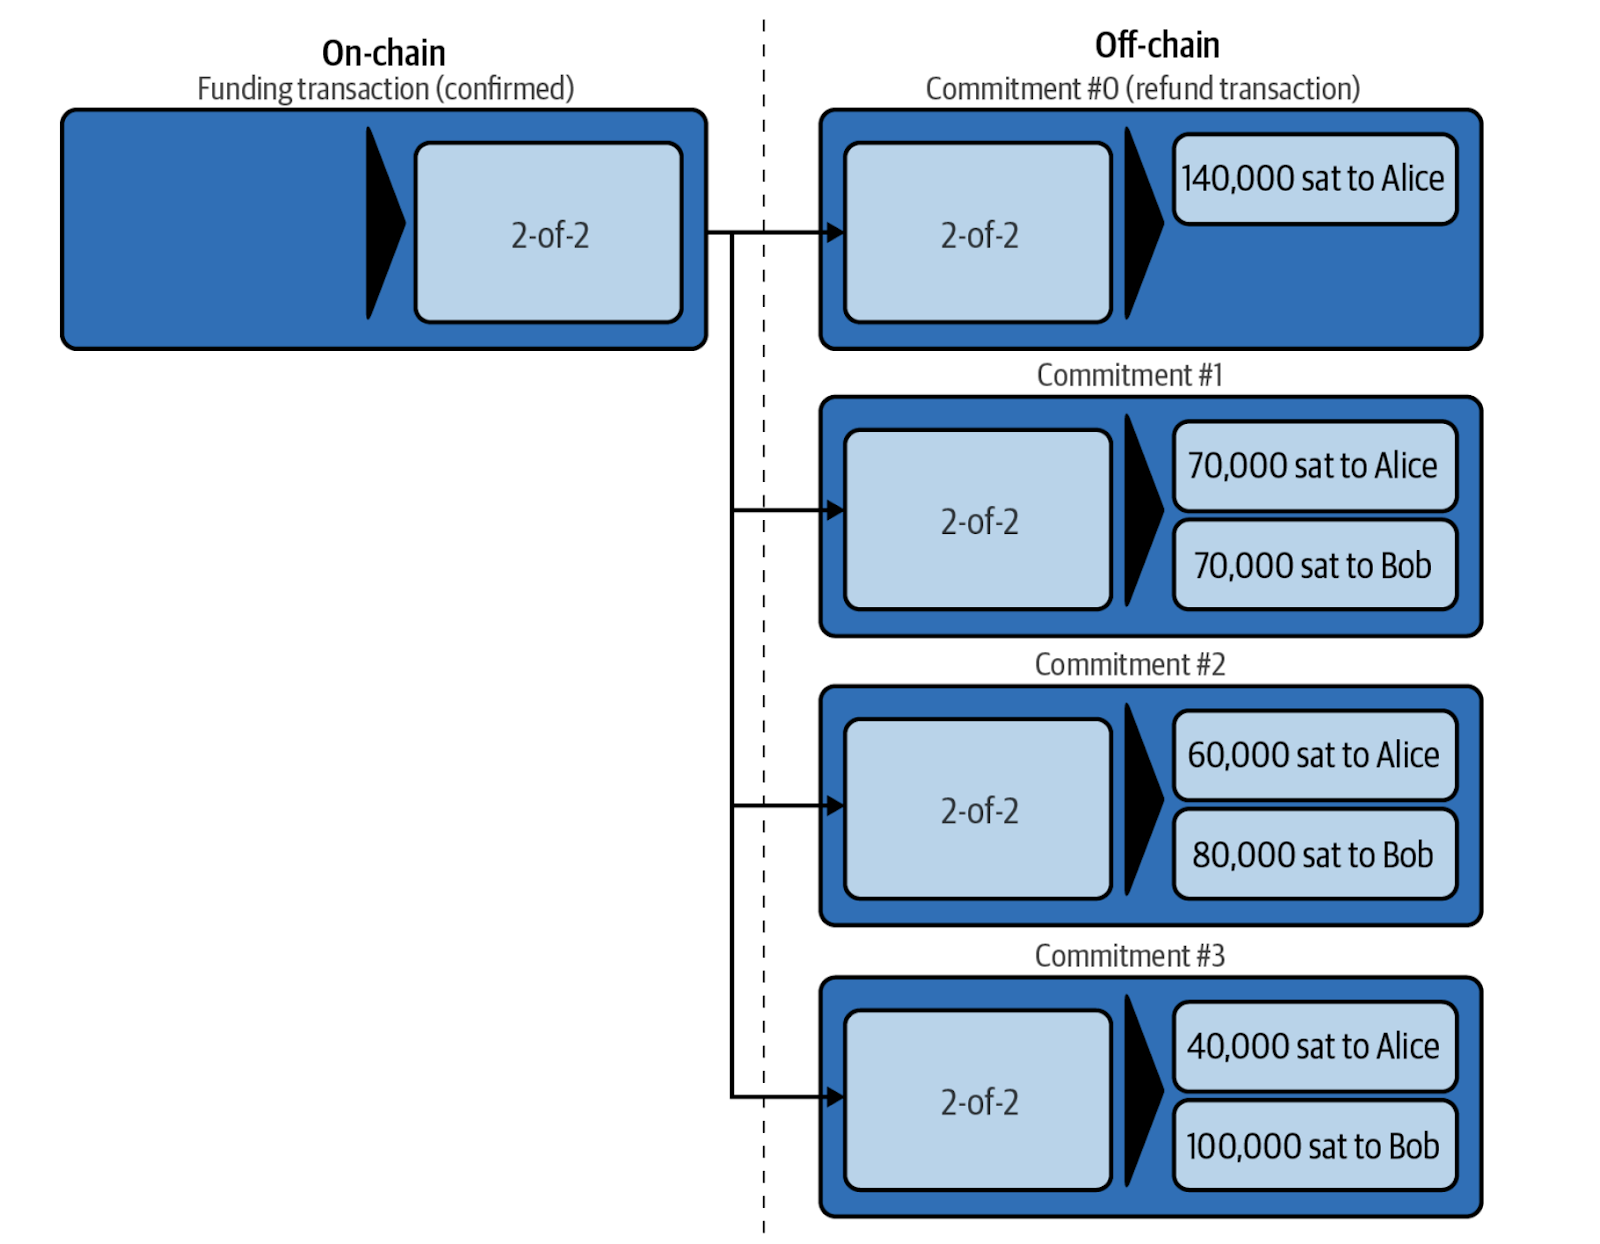 On-chain
Funding transaction (confirmed)
2-of-2
Off-chain
Commitment #0 (refund transaction)
2-of-2
140,000 sat to Alice
Commitment #1
2-of-2
70,000 sat to Alice
70,000 sat to Bob
Commitment #2
2-of-2
60,000 sat to Alice
80,000 sat to Bob
Commitment #3
2-of-2
40,000 sat to Alice
100,000 sat to Bob